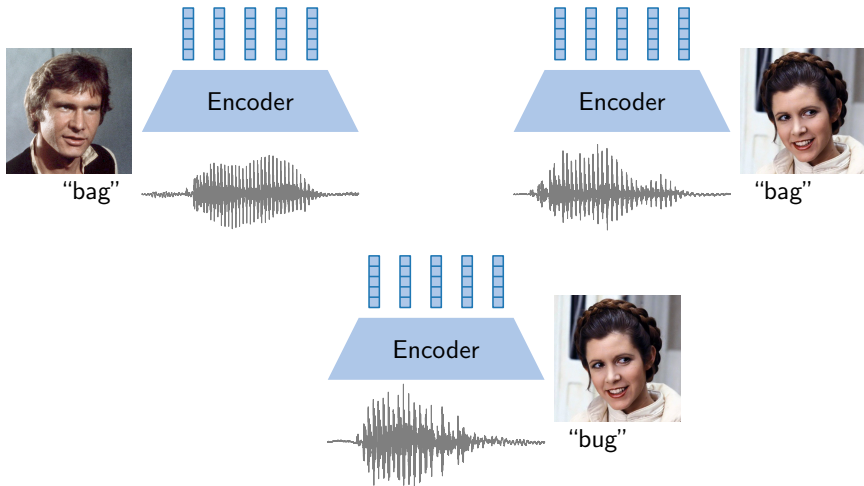 Encoder
Encoder
“bag”
“bag”
Encoder
“bug”